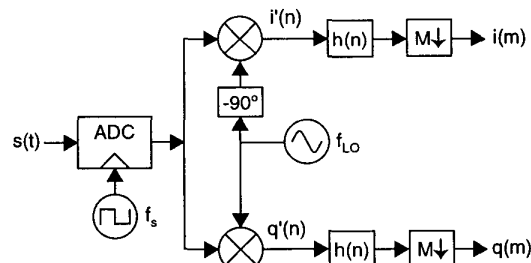 i'(n)
h(n)
M↓
i(m)
-90°
ADC
s(t)
f_LO
f_s
q'(n)
h(n)
M↓
q(m)